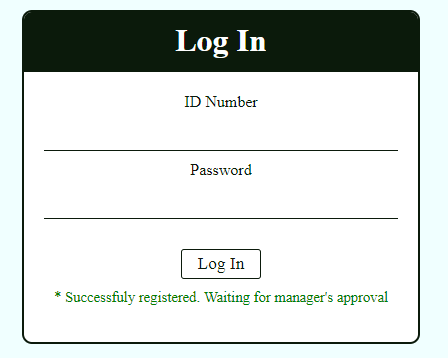 Log In
ID Number
Password
Log In
* Successfuly registered. Waiting for manager's approval